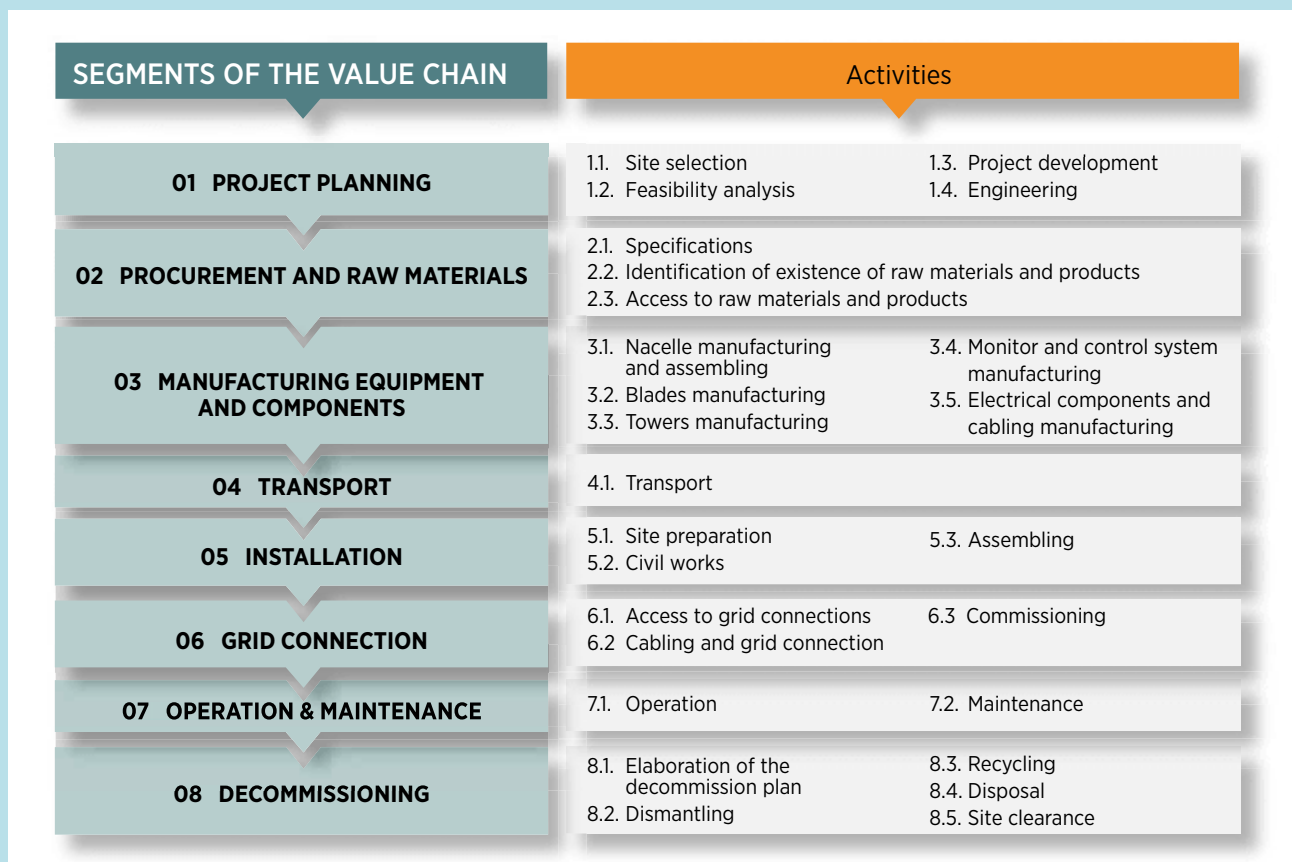 SEGMENTS OF THE VALUE CHAIN
Activities
01 PROJECT PLANNING
1.1. Site selection
1.2. Feasibility analysis
1.3. Project development
1.4. Engineering
02 PROCUREMENT AND RAW MATERIALS
2.1. Specifications
2.2. Identification of existence of raw materials and products
2.3. Access to raw materials and products
03 MANUFACTURING EQUIPMENT
AND COMPONENTS
3.1. Nacelle manufacturing
and assembling
3.2. Blades manufacturing
3.3. Towers manufacturing
3.4. Monitor and control system
manufacturing
3.5. Electrical components and
cabling manufacturing
04 TRANSPORT
4.1. Transport
05 INSTALLATION
5.1. Site preparation
5.2. Civil works
5.3. Assembling
06 GRID CONNECTION
6.1. Access to grid connections
6.2 Cabling and grid connection
6.3 Commissioning
07 OPERATION & MAINTENANCE
7.1. Operation
7.2. Maintenance
08 DECOMMISSIONING
8.1. Elaboration of the
decommission plan
8.2. Dismantling
8.3. Recycling
8.4. Disposal
8.5. Site clearance